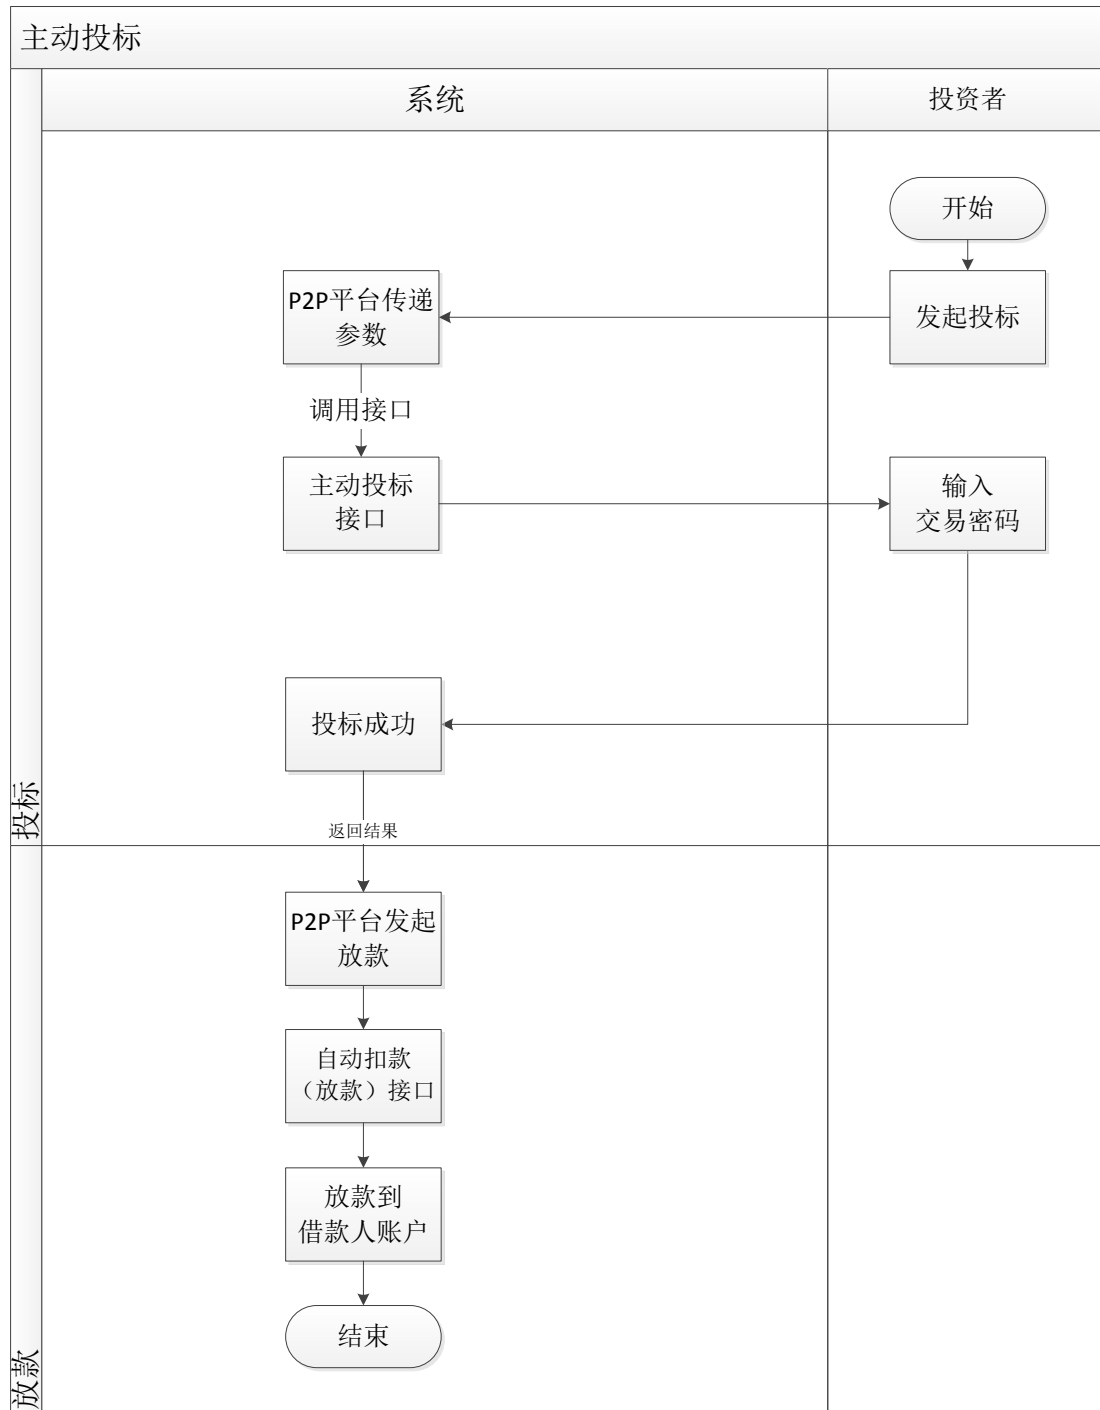 主动投标
系统
投资者
开始
P2P平台传递
参数
发起投标
调用接口
主动投标
接口
输入
交易密码
投标成功
投标
返回结果
P2P平台发起
放款
自动扣款
（放款）接口
放款到
借款人账户
结束
放款